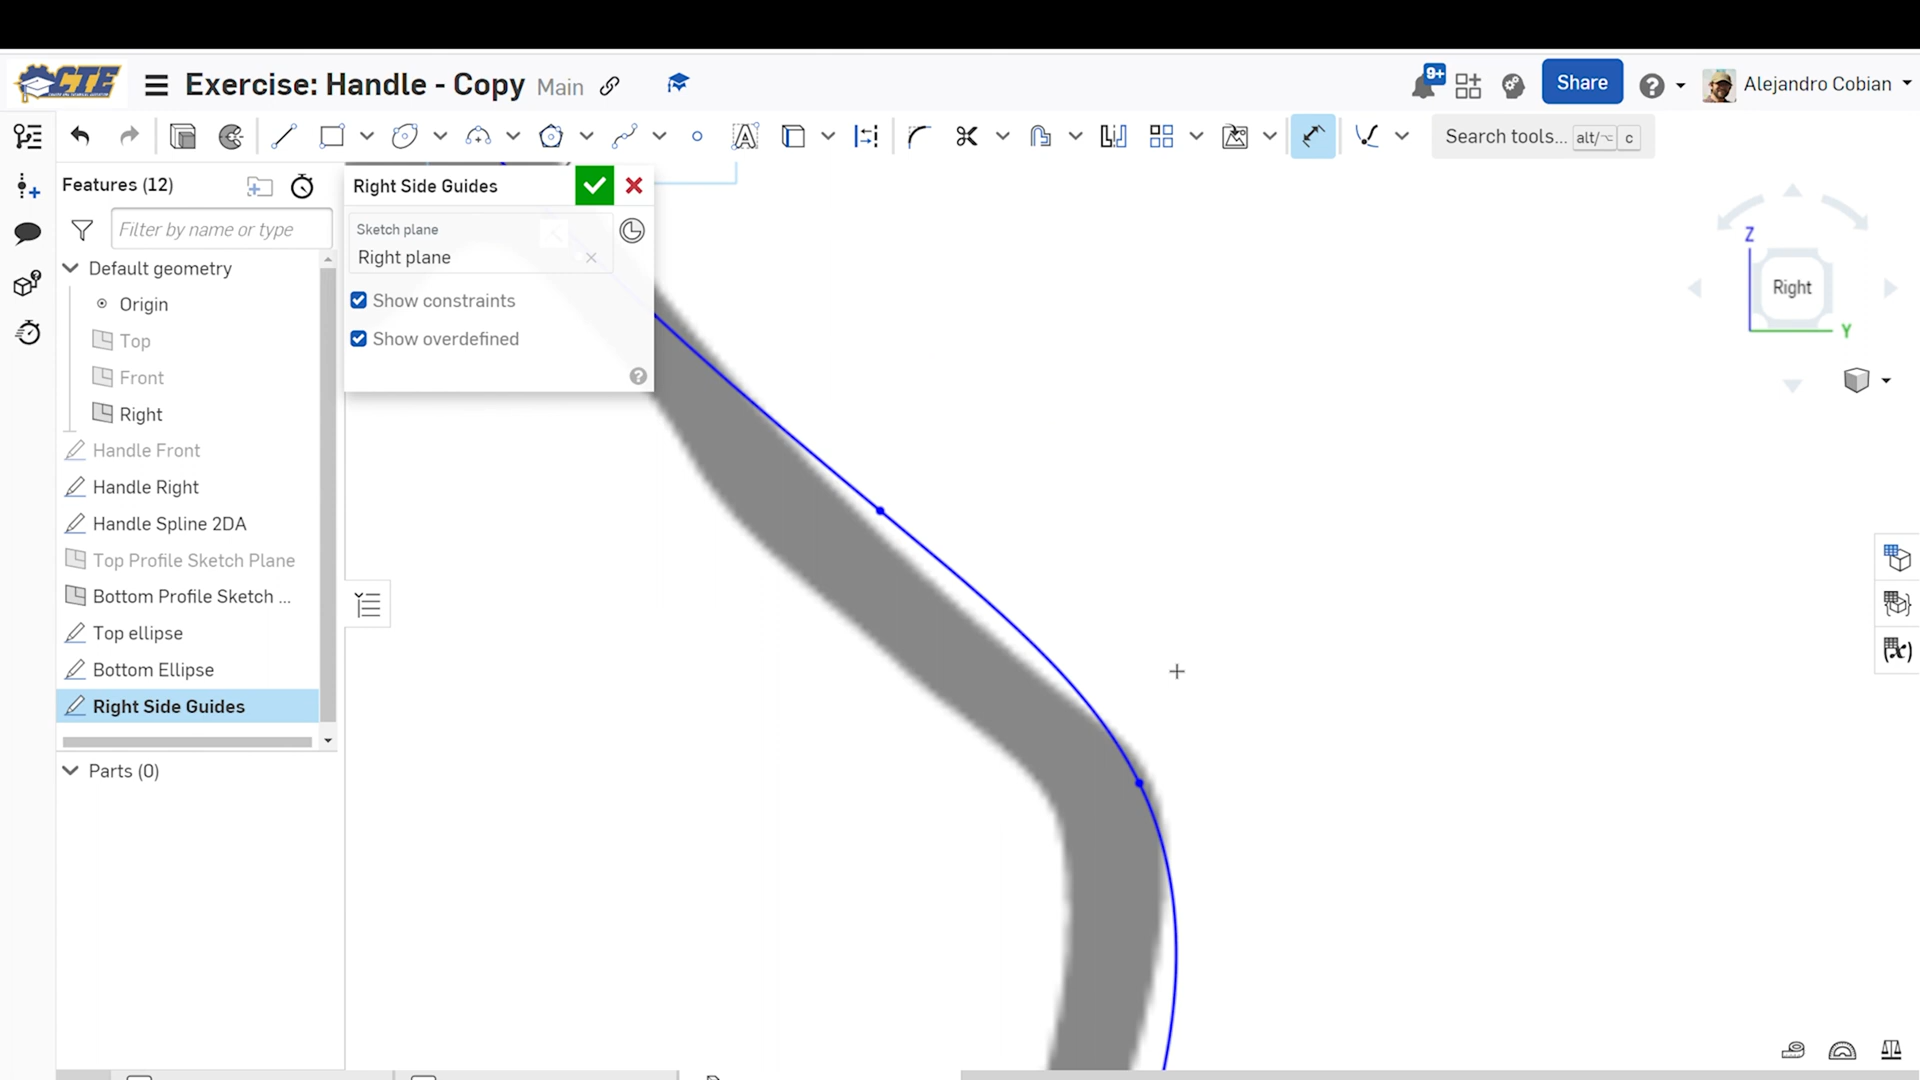 CTE
Exercise: Handle - Copy Main
9+
Share
Alejandro Cobian
Search tools... alt/⌥ c
Features (12)
Filter by name or type
Default geometry
Origin
Top
Front
Right
Handle Front
Handle Right
Handle Spline 2DA
Top Profile Sketch Plane
Bottom Profile Sketch ...
Top ellipse
Bottom Ellipse
Right Side Guides
Parts (0)
Right Side Guides
Sketch plane
Right plane
Show constraints
Show overdefined
Z
Right
Y